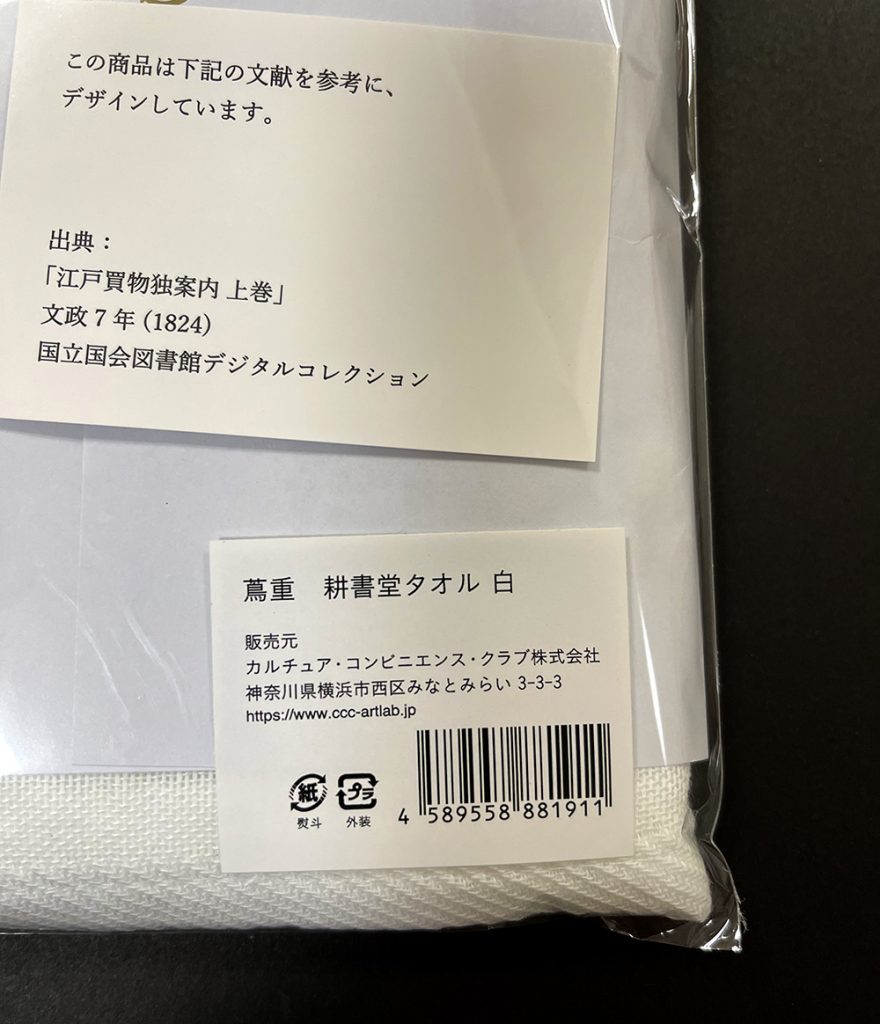 この商品は下記の文献を参考に、
デザインしています。
出典：
「江戸買物独案内 上巻」
文政7年 (1824)
国立国会図書館デジタルコレクション
蔦重　耕書堂タオル 白
販売元
カルチュア・コンビニエンス・クラブ株式会社
神奈川県横浜市西区みなとみらい 3-3-3
https://www.ccc-artlab.jp
紙 プラ
熨斗 外装
4 589558 881911